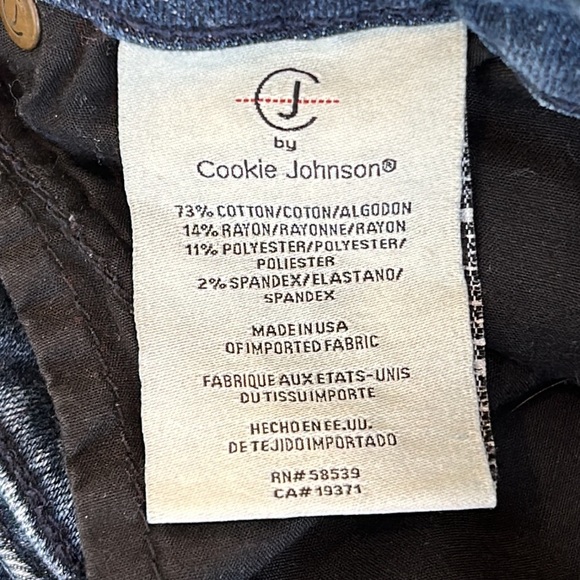 CJ
by
Cookie Johnson®
73% COTTON/COTON/ALGODON
14% RAYON/RAYONNE/RAYON
11% POLYESTER/POLYESTER/
POLIESTER
2% SPANDEX/ELASTANO/
SPANDEX
MADE IN USA
OF IMPORTED FABRIC
FABRIQUE AUX ETATS-UNIS
DU TISSU IMPORTE
HECHO EN EE.UU.
DE TEJIDO IMPORTADO
RN# 58539
CA# 19371